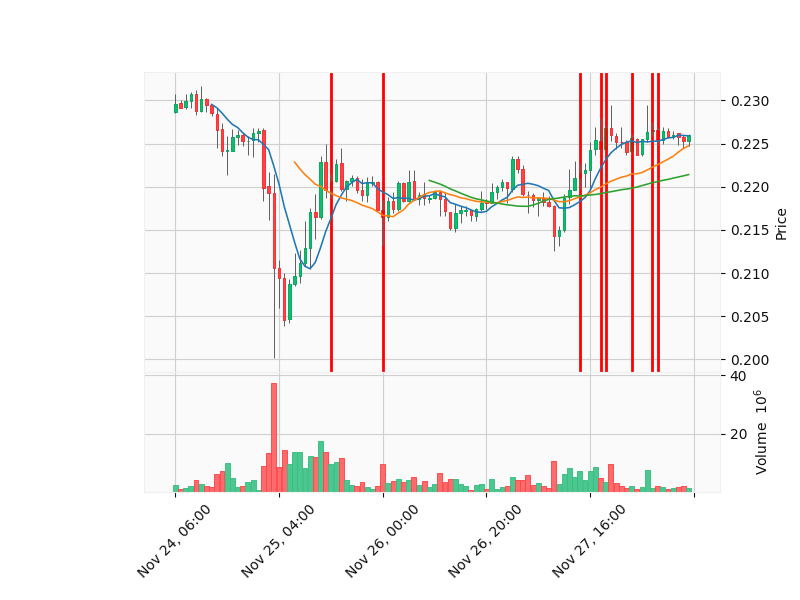 0.230
0.225
0.220
0.215
0.210
0.205
0.200
Price
40
20
Volume 10^6
Nov 24, 06:00
Nov 25, 04:00
Nov 26, 00:00
Nov 26, 20:00
Nov 27, 16:00